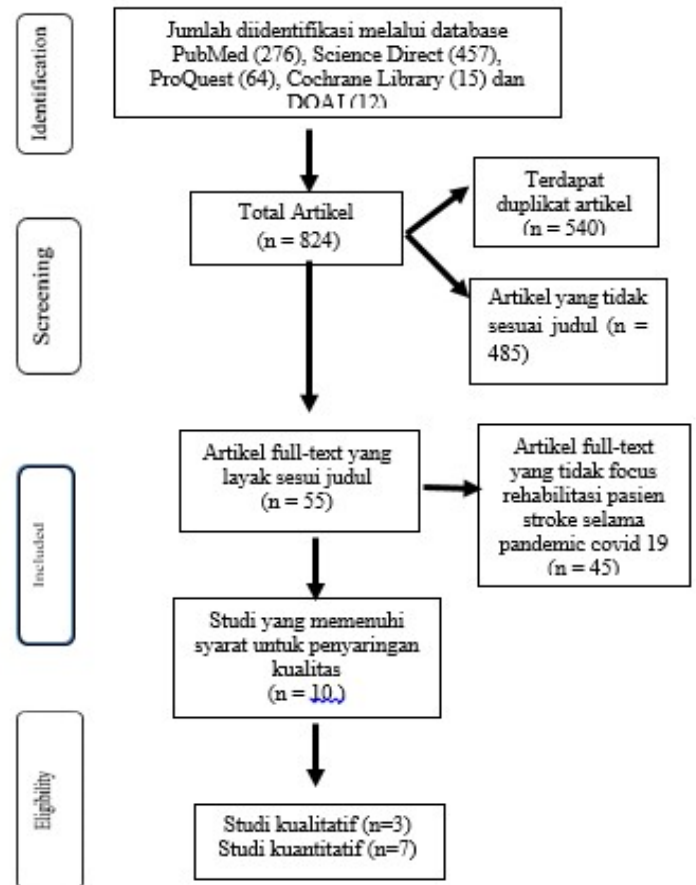 Identification
Jumlah diidentifikasi melalui database
PubMed (276), Science Direct (457),
ProQuest (64), Cochrane Library (15) dan
DOAJ (12)
Screening
Total Artikel
(n = 824)
Terdapat
duplikat artikel
(n = 540)
Artikel yang tidak
sesuai judul (n =
485)
Included
Artikel full-text yang
layak sesui judul
(n = 55)
Artikel full-text
yang tidak focus
rehabilitasi pasien
stroke selama
pandemic covid 19
(n = 45)
Studi yang memenuhi
syarat untuk penyaringan
kualitas
(n = 10 )
Eligibility
Studi kualitatif (n=3)
Studi kuantitatif (n=7)